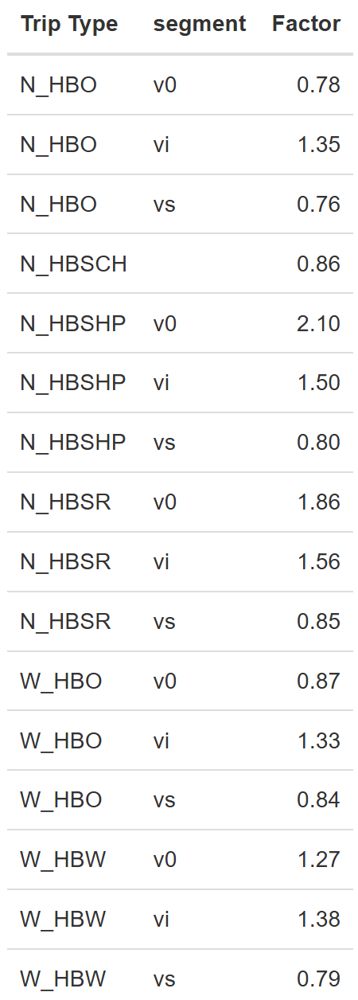 Trip Type segment Factor
N_HBO v0 0.78
N_HBO vi 1.35
N_HBO vs 0.76
N_HBSCH 0.86
N_HBSHP v0 2.10
N_HBSHP vi 1.50
N_HBSHP vs 0.80
N_HBSR v0 1.86
N_HBSR vi 1.56
N_HBSR vs 0.85
W_HBO v0 0.87
W_HBO vi 1.33
W_HBO vs 0.84
W_HBW v0 1.27
W_HBW vi 1.38
W_HBW vs 0.79